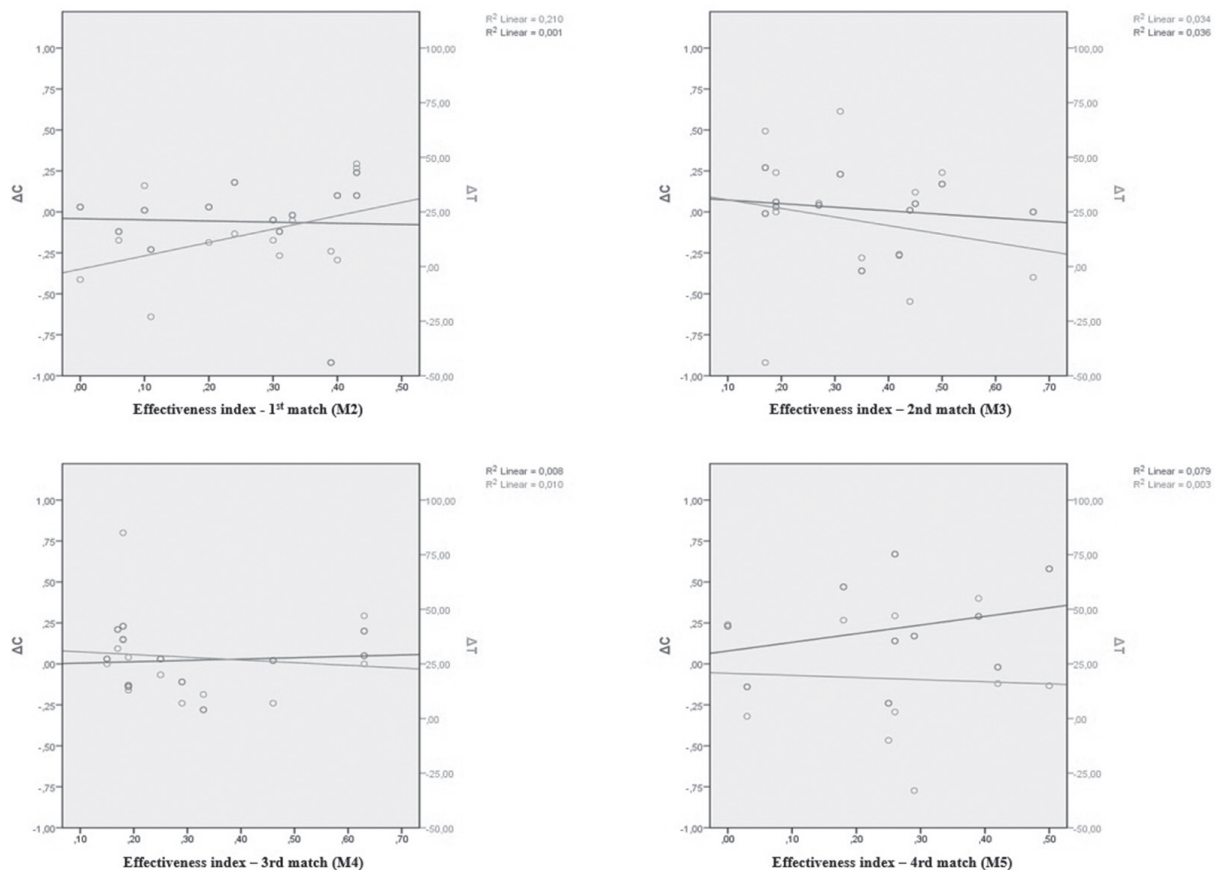 R² Linear = 0,210
R² Linear = 0,001
1,00
,75
,50
,25
,00
-,25
-,50
-,75
-1,00
ΔC
100,00
75,00
50,00
25,00
,00
-25,00
-50,00
ΔT
,00 ,10 ,20 ,30 ,40 ,50
Effectiveness index - 1st match (M2)
R² Linear = 0,034
R² Linear = 0,036
1,00
,75
,50
,25
,00
-,25
-,50
-,75
-1,00
ΔC
100,00
75,00
50,00
25,00
,00
-25,00
-50,00
ΔT
,10 ,20 ,30 ,40 ,50 ,60 ,70
Effectiveness index – 2nd match (M3)
R² Linear = 0,008
R² Linear = 0,010
1,00
,75
,50
,25
,00
-,25
-,50
-,75
-1,00
ΔC
100,00
75,00
50,00
25,00
,00
-25,00
-50,00
ΔT
,10 ,20 ,30 ,40 ,50 ,60 ,70
Effectiveness index – 3rd match (M4)
R² Linear = 0,079
R² Linear = 0,003
1,00
,75
,50
,25
,00
-,25
-,50
-,75
-1,00
ΔC
100,00
75,00
50,00
25,00
,00
-25,00
-50,00
ΔT
,00 ,10 ,20 ,30 ,40 ,50
Effectiveness index – 4rd match (M5)